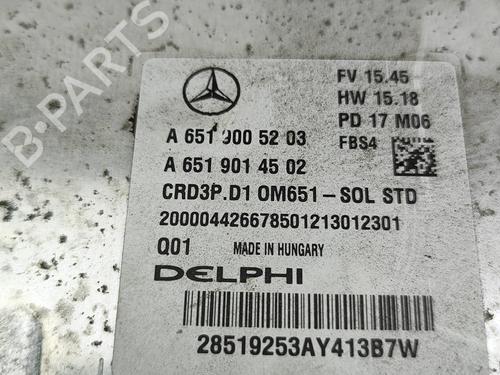 FV 15.45
HW 15.18
PD 17 M06
FBS4
A 651 900 52 03
A 651 901 45 02
CRD3P.D1 OM651-SOL STD
20000442667850121301​2301
Q01 MADE IN HUNGARY
DELPHI
28519253AY413B7W
B-PARTS